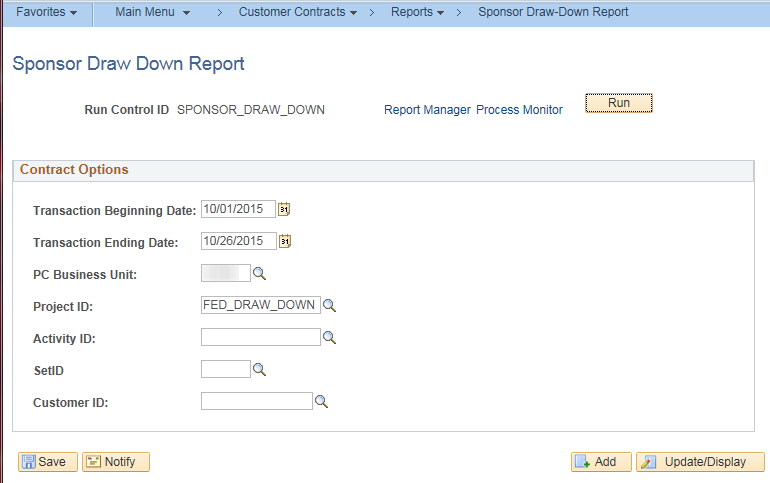 Favorites Main Menu > Customer Contracts > Reports > Sponsor Draw-Down Report
Sponsor Draw Down Report
Run Control ID SPONSOR_DRAW_DOWN Report Manager Process Monitor Run
Contract Options
Transaction Beginning Date: 10/01/2015 31
Transaction Ending Date: 10/26/2015 31
PC Business Unit:
Project ID: FED_DRAW_DOWN
Activity ID:
SetID
Customer ID:
Save Notify Add Update/Display